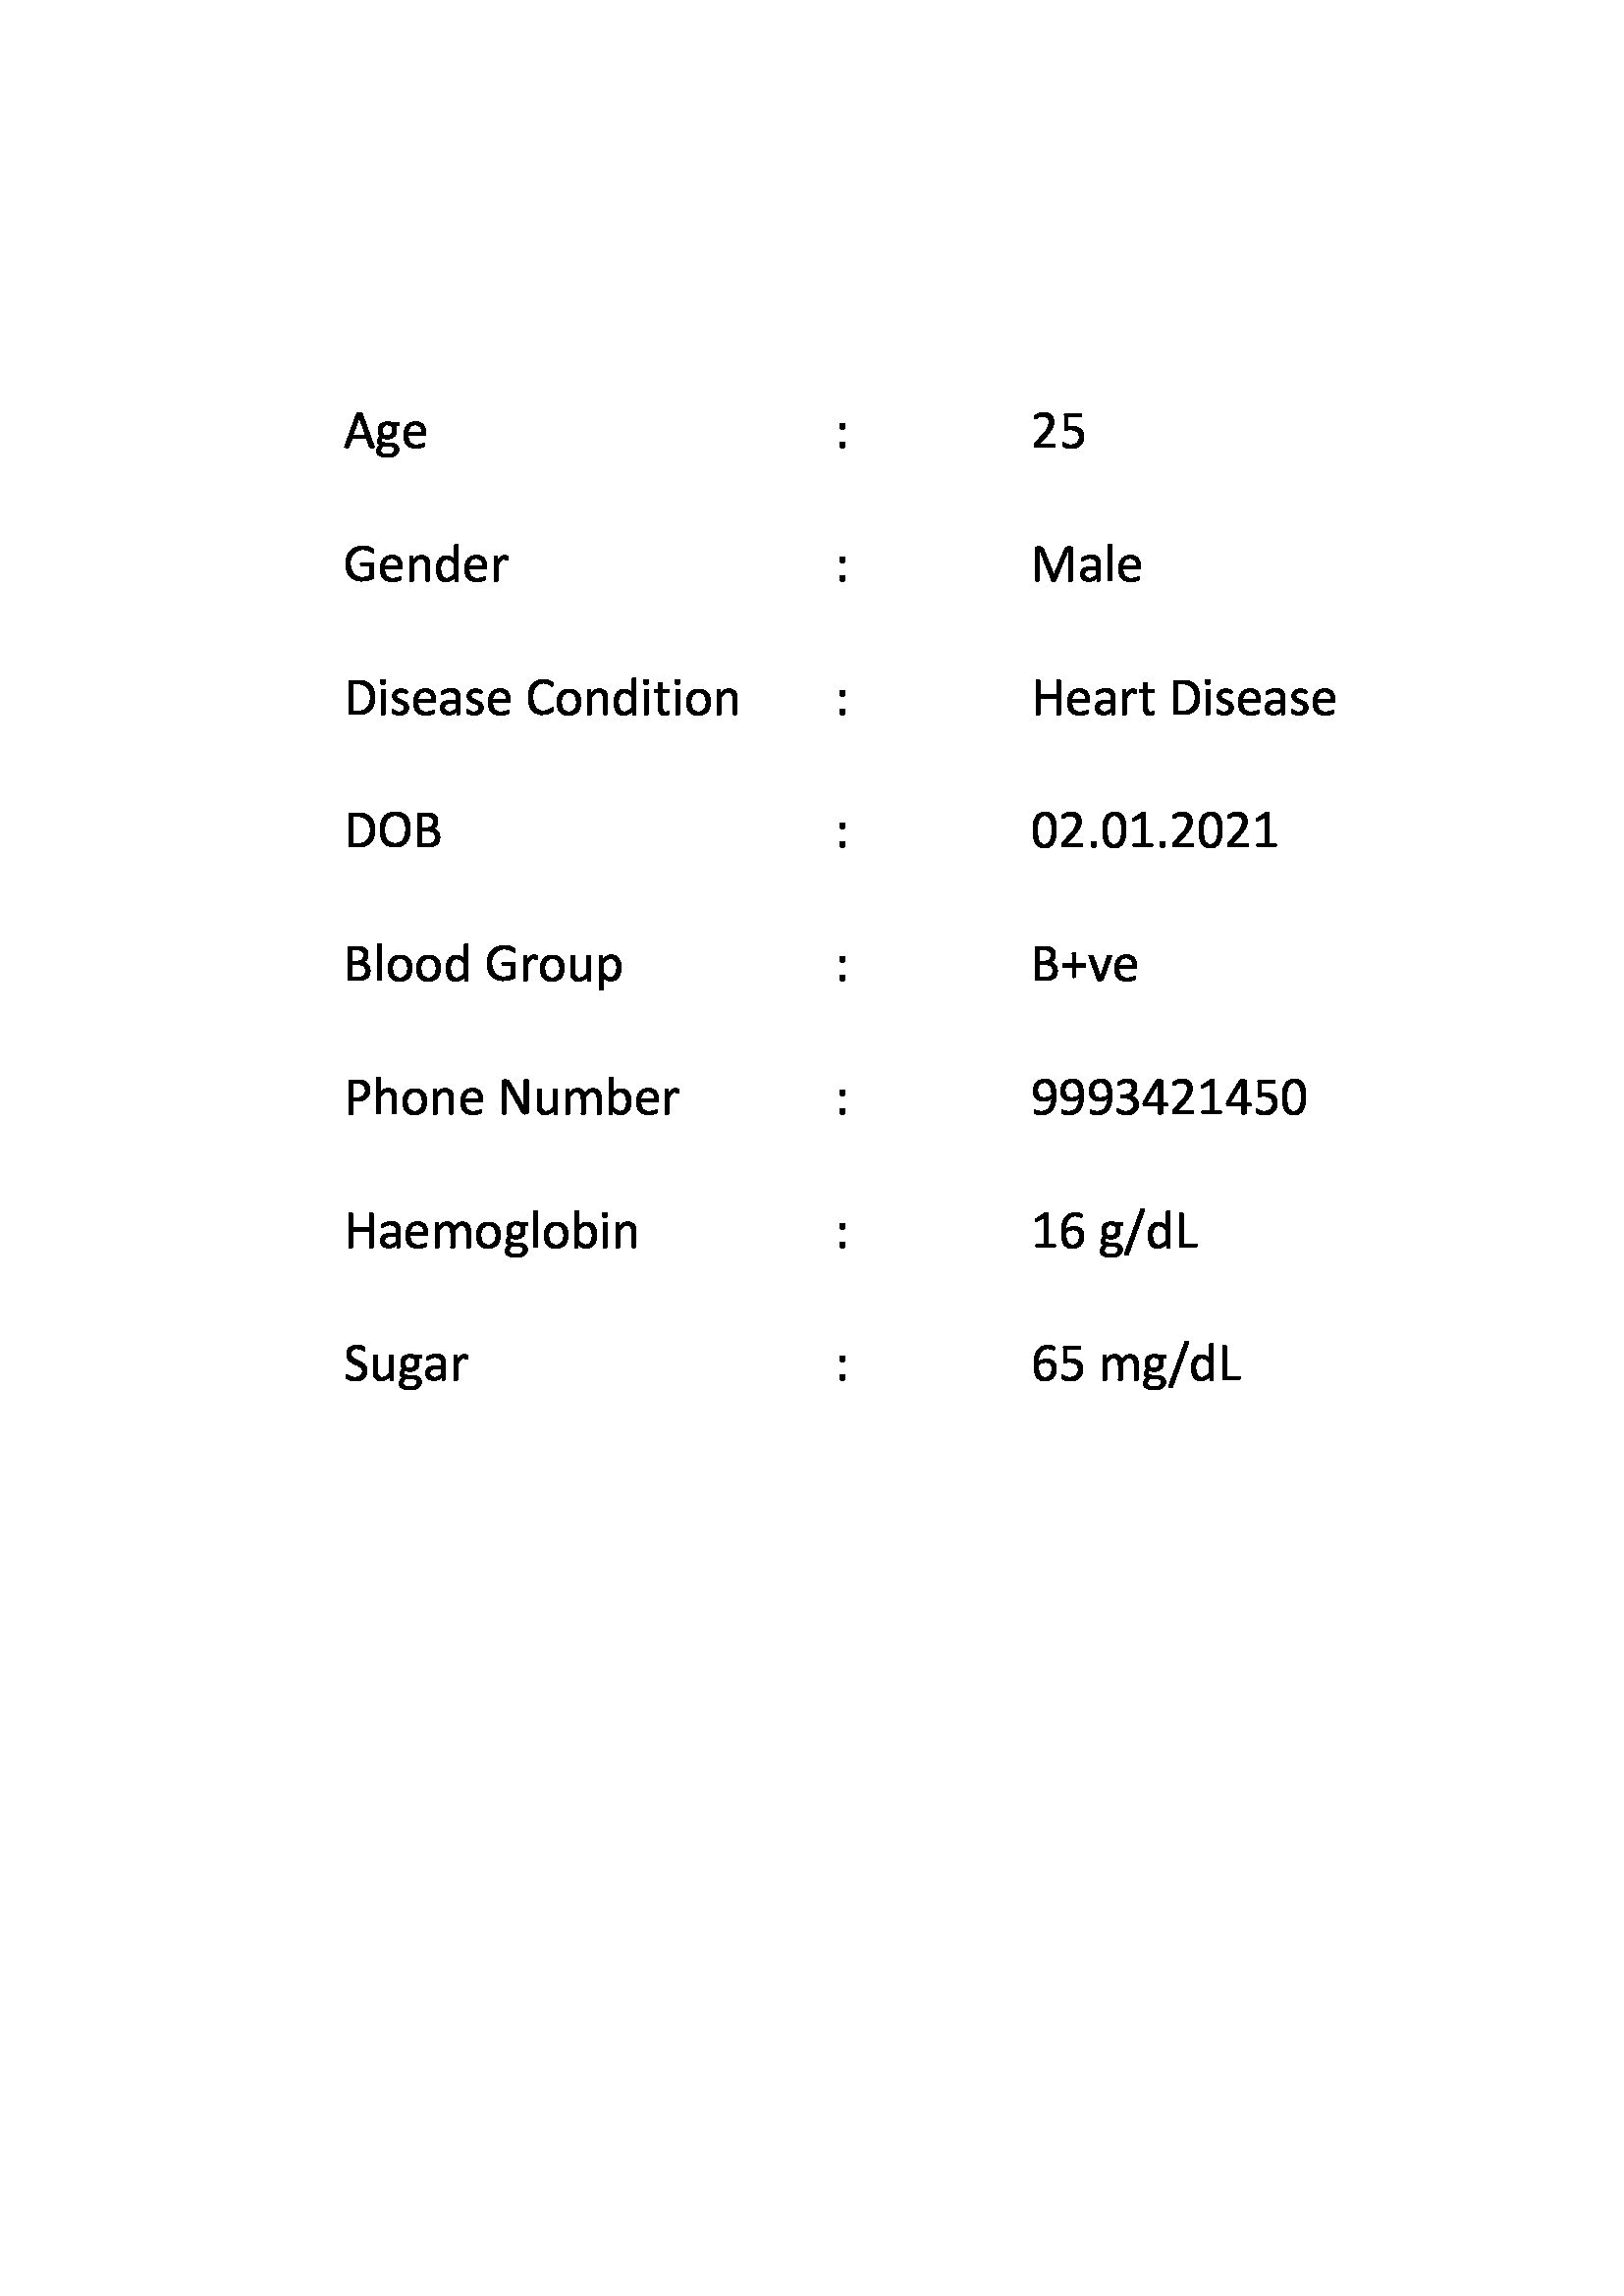 Age : 25
Gender : Male
Disease Condition : Heart Disease
DOB : 02.01.2021
Blood Group : B+ve
Phone Number : 9993421450
Haemoglobin : 16 g/dL
Sugar : 65 mg/dL